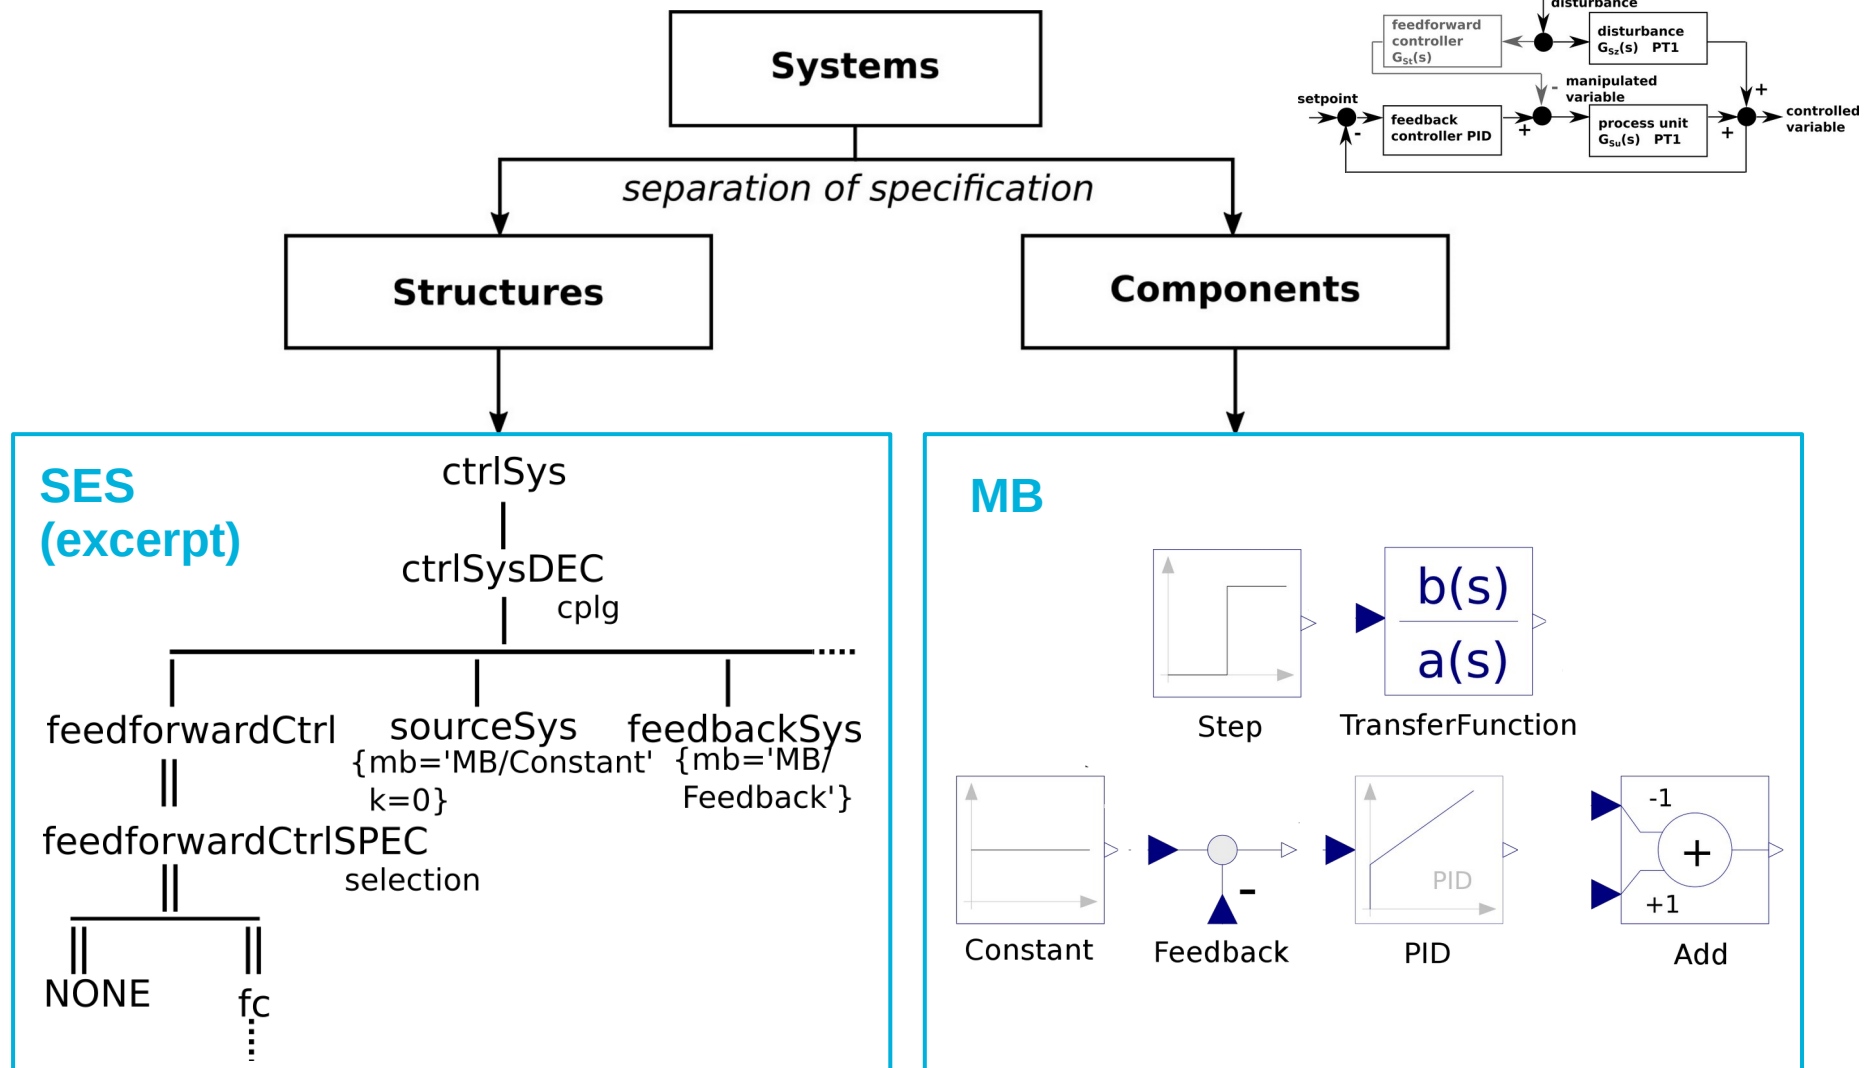 Systems
separation of specification
Structures
Components
disturbance
feedforward
controller
GSt(s)
disturbance
GSz(s) PT1
manipulated
variable
setpoint
feedback
controller PID
process unit
GSu(s) PT1
controlled
variable
-
-
+
+
+
SES
(excerpt)
ctrlSys
ctrlSysDEC
cplg
feedforwardCtrl
sourceSys
{mb='MB/Constant'
k=0}
feedbackSys
{mb='MB/
Feedback'}
feedforwardCtrlSPEC
selection
NONE
fc
MB
Step
b(s)
a(s)
TransferFunction
Constant
-
Feedback
PID
PID
-1
+
+1
Add